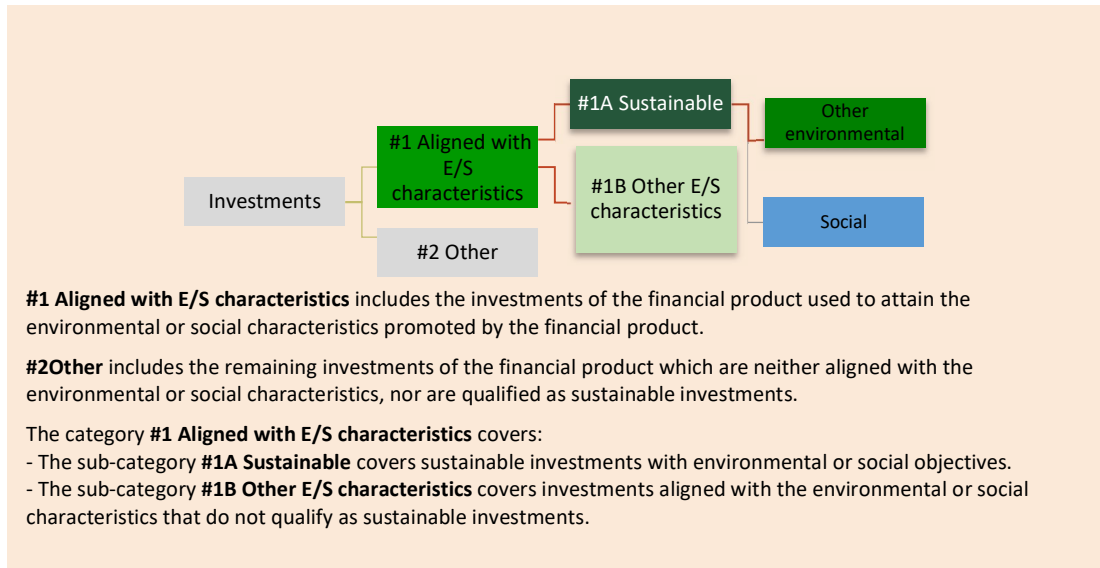 #1A Sustainable
Other
environmental
#1 Aligned with
E/S
characteristics
#1B Other E/S
characteristics
Investments
Social
#2 Other
#1 Aligned with E/S characteristics includes the investments of the financial product used to attain the
environmental or social characteristics promoted by the financial product.
#2Other includes the remaining investments of the financial product which are neither aligned with the
environmental or social characteristics, nor are qualified as sustainable investments.
The category #1 Aligned with E/S characteristics covers:
- The sub-category #1A Sustainable covers sustainable investments with environmental or social objectives.
- The sub-category #1B Other E/S characteristics covers investments aligned with the environmental or social
characteristics that do not qualify as sustainable investments.